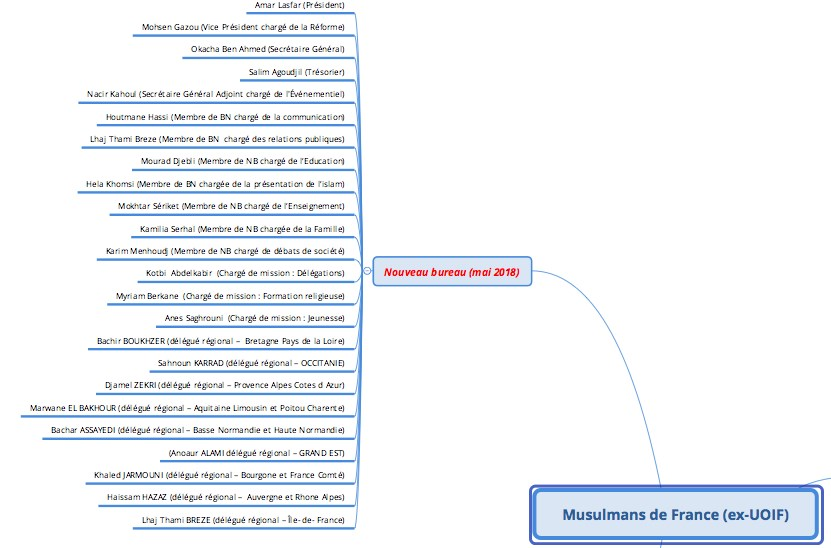 Amar Lasfar (Président)
Mohsen Gazou (Vice Président chargé de la Réforme)
Okacha Ben Ahmed (Secrétaire Général)
Salim Agoudjil (Trésorier)
Nacir Kahoul (Secrétaire Général Adjoint chargé de l'Événementiel)
Houtmane Hassi (Membre de BN chargé de la communication)
Lhaj Thami Breze (Membre de BN chargé des relations publiques)
Mourad Djebli (Membre de NB chargé de l'Education)
Hela Khomsi (Membre de BN chargée de la présentation de l'islam)
Mokhtar Sériket (Membre de NB chargé de l'Enseignement)
Kamilia Serhal (Membre de NB chargée de la Famille)
Karim Menhoudj (Membre de NB chargé de débats de société)
Kotbi Abdelkabir (Chargé de mission : Délégations)
Myriam Berkane (Chargé de mission : Formation religieuse)
Anes Saghrouni (Chargé de mission : Jeunesse)
Bachir BOUKHZER (délégué régional – Bretagne Pays de la Loire)
Sahnoun KARRAD (délégué régional – OCCITANIE)
Djamel ZEKRI (délégué régional – Provence Alpes Cotes d Azur)
Marwane EL BAKHOUR (délégué régional – Aquitaine Limousin et Poitou Charente)
Bachar ASSAYEDI (délégué régional – Basse Normandie et Haute Normandie)
(Anoaur ALAMI délégué régional – GRAND EST)
Khaled JARMOUNI (délégué régional – Bourgone et France Comté)
Haissam HAZAZ (délégué régional – Auvergne et Rhone Alpes)
Lhaj Thami BREZE (délégué régional – Île-de- France)
Nouveau bureau (mai 2018)
Musulmans de France (ex-UOIF)